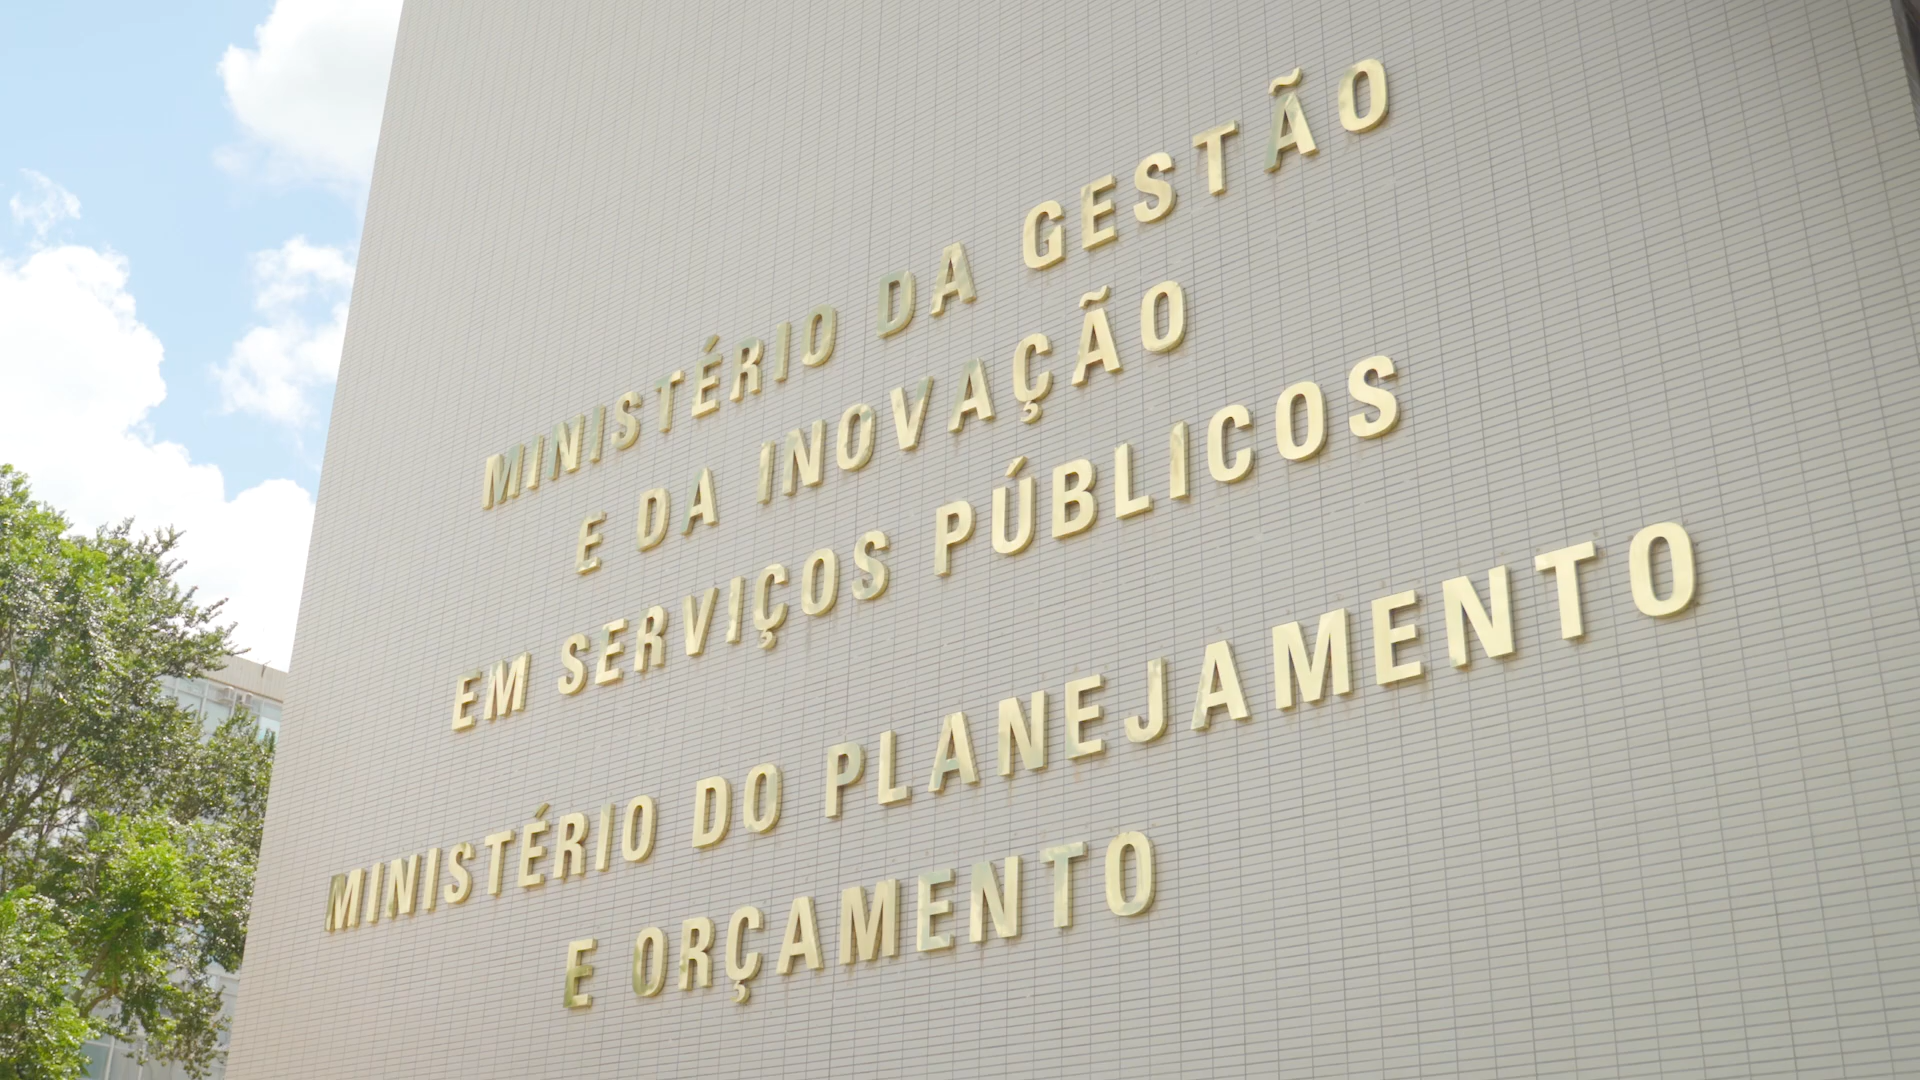 MINISTÉRIO DA GESTÃO
E DA INOVAÇÃO
EM SERVIÇOS PÚBLICOS
MINISTÉRIO DO PLANEJAMENTO
E ORÇAMENTO